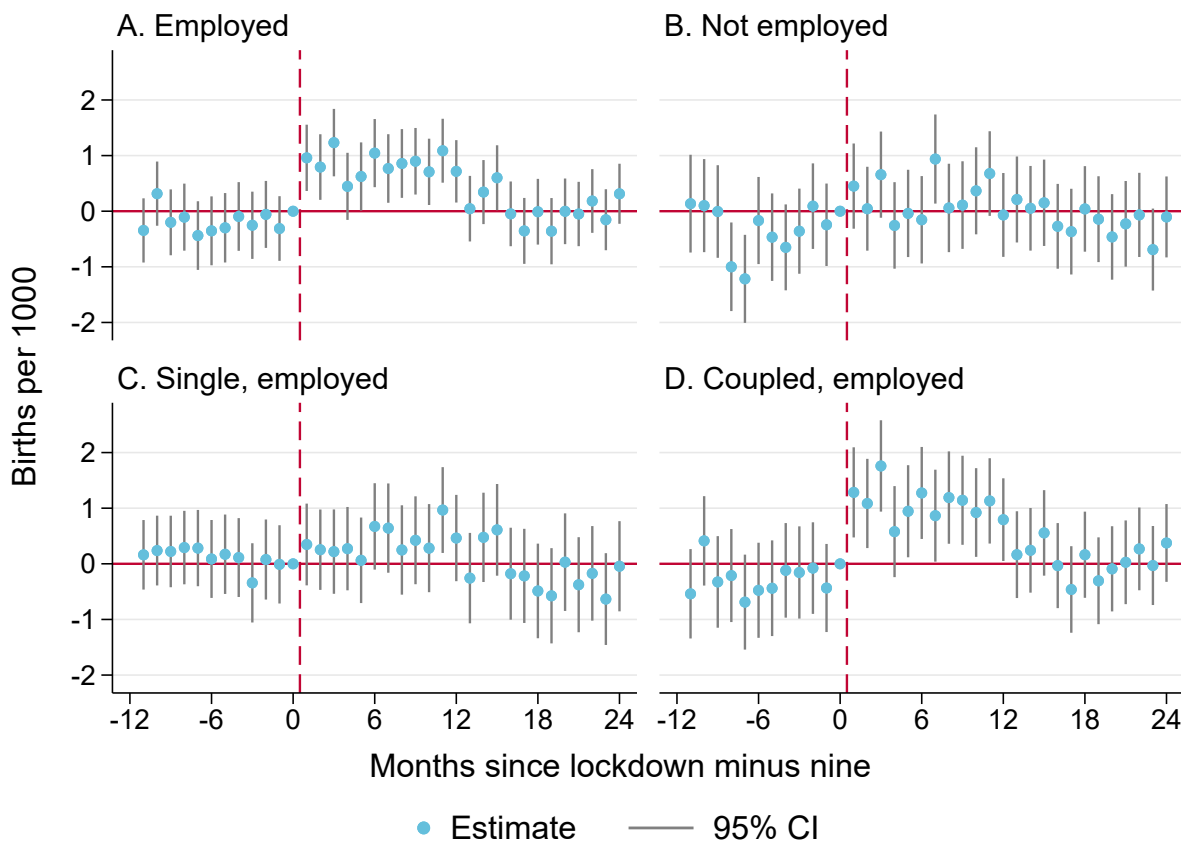 A. Employed
B. Not employed
2
1
0
-1
-2
C. Single, employed
D. Coupled, employed
2
1
0
-1
-2
Births per 1000
-12 -6 0 6 12 18 24
-12 -6 0 6 12 18 24
Months since lockdown minus nine
Estimate 95% CI